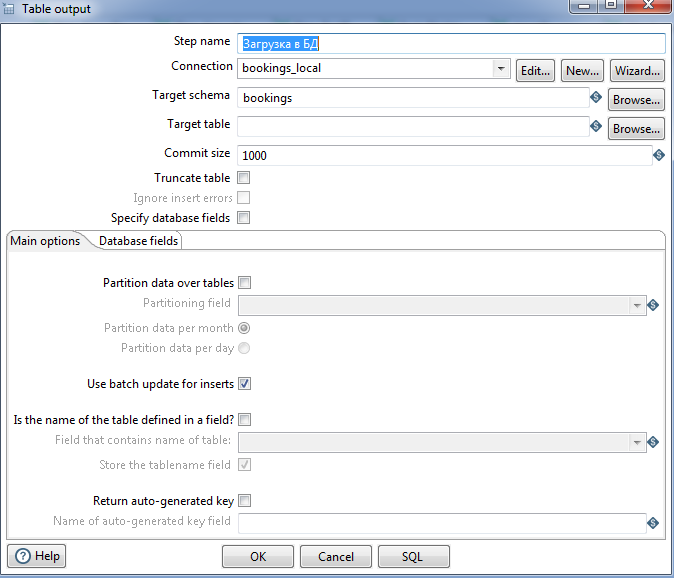 Table output
Step name Загрузка в БД
Connection bookings_local Edit... New... Wizard...
Target schema bookings Browse...
Target table Browse...
Commit size 1000
Truncate table
Ignore insert errors
Specify database fields
Main options Database fields
Partition data over tables
Partitioning field
Partition data per month
Partition data per day
Use batch update for inserts
Is the name of the table defined in a field?
Field that contains name of table:
Store the tablename field
Return auto-generated key
Name of auto-generated key field
Help OK Cancel SQL